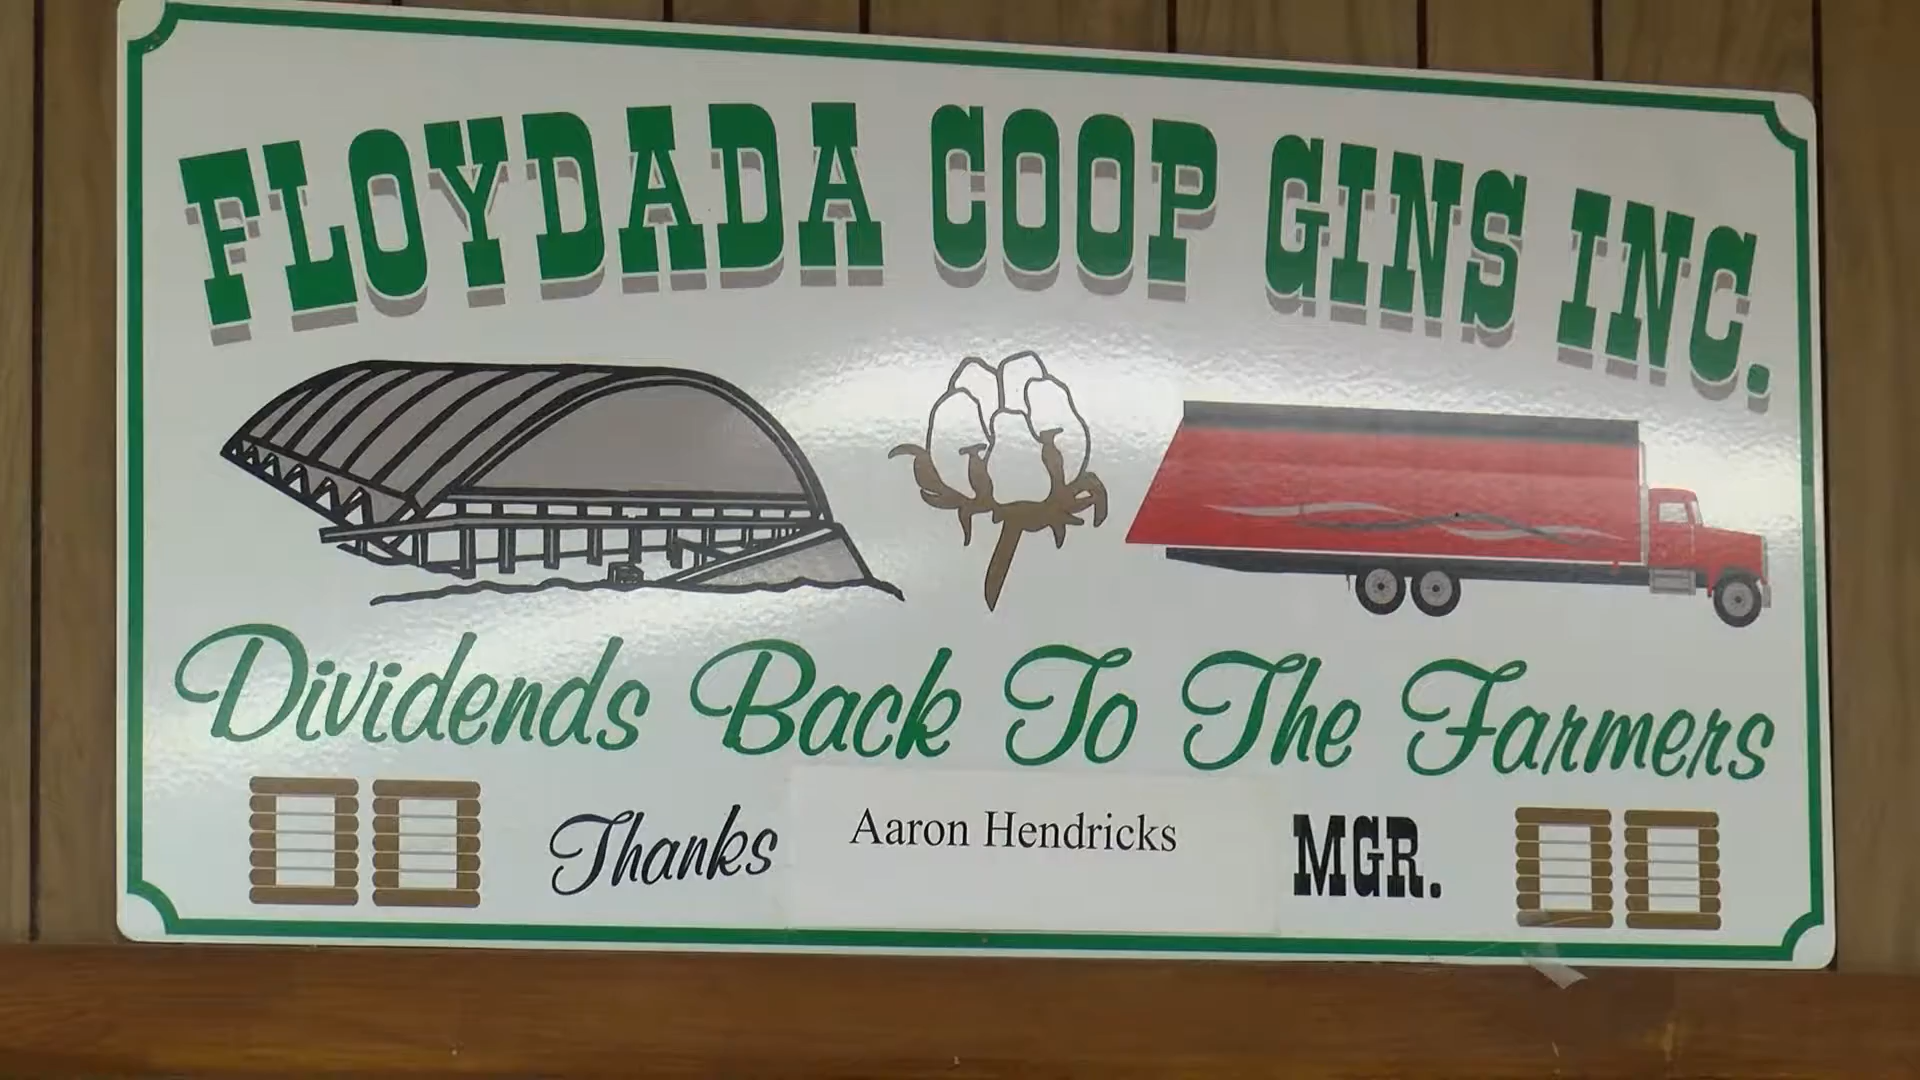 FLOYDADA COOP GINS INC.
Dividends Back To The Farmers
Thanks Aaron Hendricks MGR.